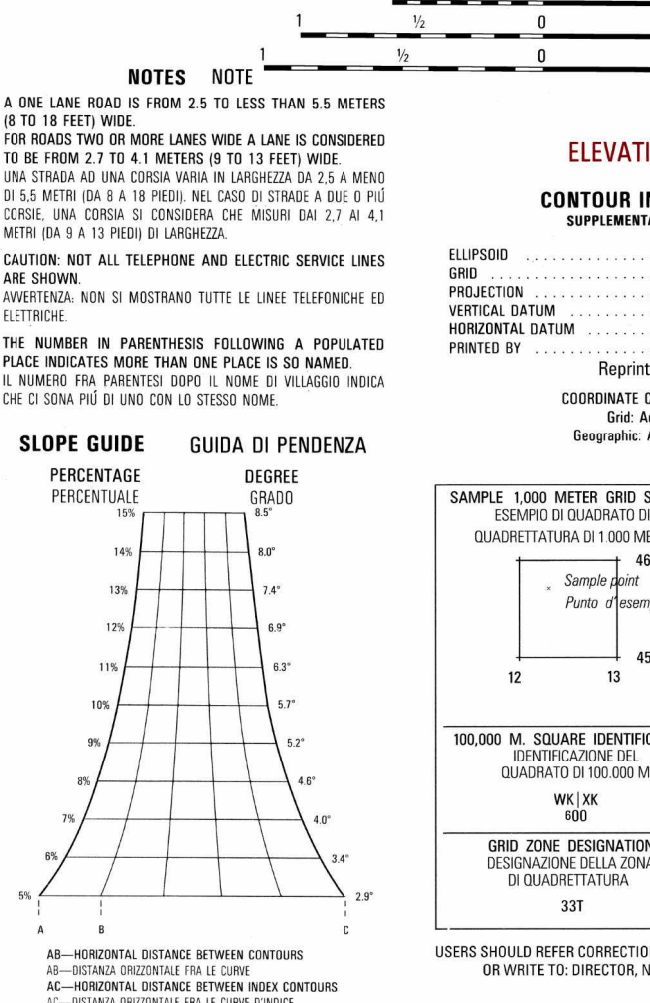 1 ½ 0
1 ½ 0
NOTES NOTE
A ONE LANE ROAD IS FROM 2.5 TO LESS THAN 5.5 METERS
(8 TO 18 FEET) WIDE.
FOR ROADS TWO OR MORE LANES WIDE A LANE IS CONSIDERED
TO BE FROM 2.7 TO 4.1 METERS (9 TO 13 FEET) WIDE.
UNA STRADA AD UNA CORSIA VARIA IN LARGHEZZA DA 2,5 A MENO
DI 5,5 METRI (DA 8 A 18 PIEDI). NEL CASO DI STRADE A DUE O PIÚ
CORSIE, UNA CORSIA SI CONSIDERA CHE MISURI DAI 2,7 AI 4,1
METRI (DA 9 A 13 PIEDI) DI LARGHEZZA.
CAUTION: NOT ALL TELEPHONE AND ELECTRIC SERVICE LINES
ARE SHOWN.
AVVERTENZA: NON SI MOSTRANO TUTTE LE LINEE TELEFONICHE ED
ELETTRICHE.
THE NUMBER IN PARENTHESIS FOLLOWING A POPULATED
PLACE INDICATES MORE THAN ONE PLACE IS SO NAMED.
IL NUMERO FRA PARENTESI DOPO IL NOME DI VILLAGGIO INDICA
CHE CI SONA PIÚ DI UNO CON LO STESSO NOME.
SLOPE GUIDE GUIDA DI PENDENZA
PERCENTAGE DEGREE
PERCENTUALE GRADO
15% 8.5°
14% 8.0°
13% 7.4°
12% 6.9°
11% 6.3°
10% 5.7°
9% 5.2°
8% 4.6°
7% 4.0°
6% 3.4°
5% 2.9°
A B C
AB—HORIZONTAL DISTANCE BETWEEN CONTOURS
AB—DISTANZA ORIZZONTALE FRA LE CURVE
AC—HORIZONTAL DISTANCE BETWEEN INDEX CONTOURS
AC—DISTANZA ORIZZONTALE FRA LE CURVE D'INDICE
ELEVATI
CONTOUR IN
SUPPLEMENTA
ELLIPSOID
GRID
PROJECTION
VERTICAL DATUM
HORIZONTAL DATUM
PRINTED BY
Reprint
COORDINATE C
Grid: A
Geographic: A
SAMPLE 1,000 METER GRID S
ESEMPIO DI QUADRATO DI
QUADRETTATURA DI 1.000 ME
46
Sample point
Punto d'esem
45
12 13
100,000 M. SQUARE IDENTIFIC
IDENTIFICAZIONE DEL
QUADRATO DI 100.000 M
WK|XK
600
GRID ZONE DESIGNATION
DESIGNAZIONE DELLA ZONA
DI QUADRETTATURA
33T
USERS SHOULD REFER CORRECTION
OR WRITE TO: DIRECTOR, N